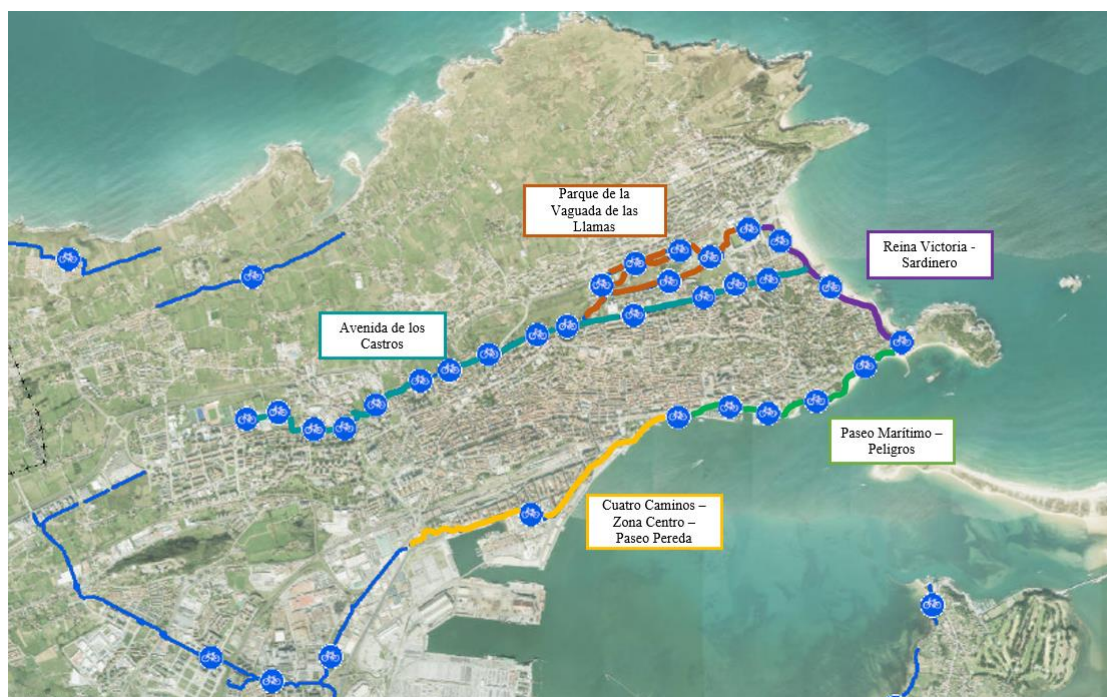 Parque de la
Vaguada de las
Llamas
Reina Victoria -
Sardinero
Avenida de los
Castros
Paseo Marítimo –
Peligros
Cuatro Caminos –
Zona Centro –
Paseo Pereda